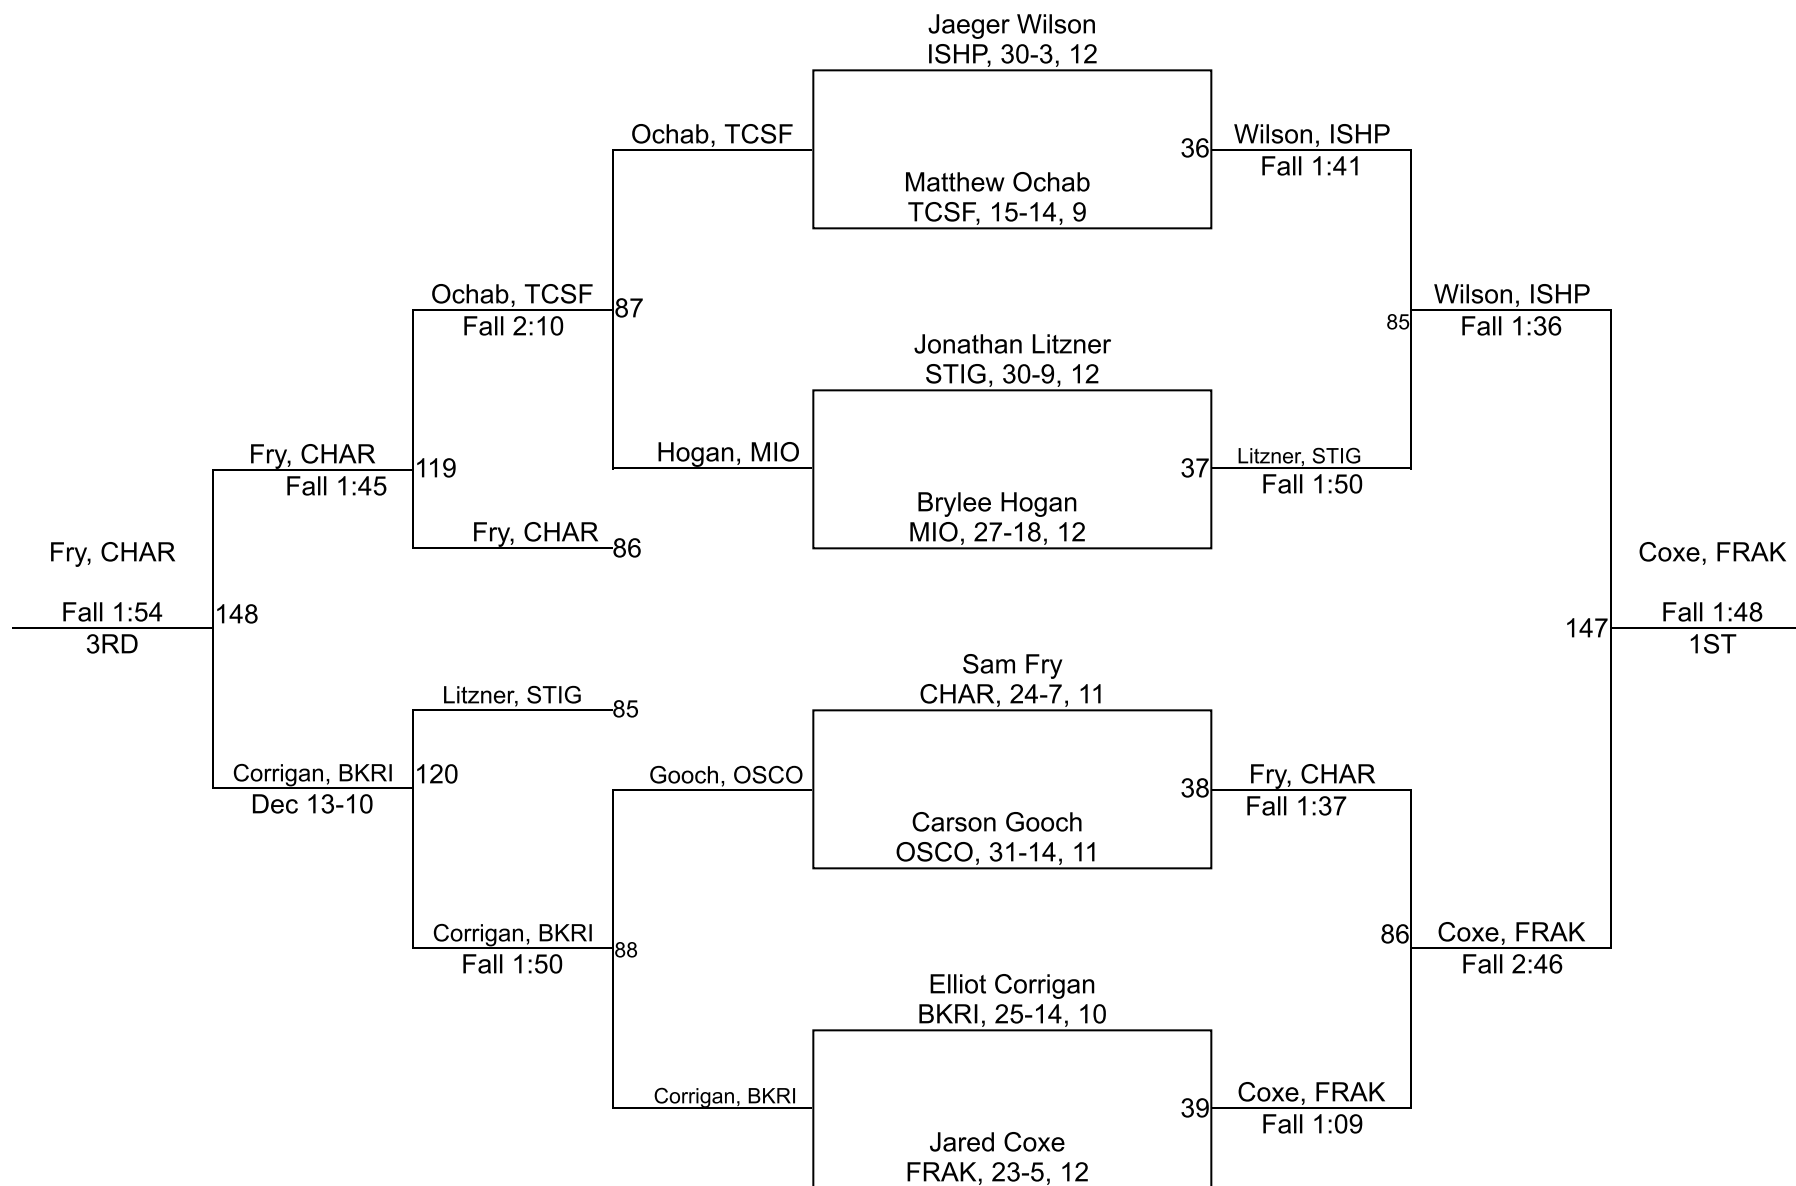 Jaeger Wilson
ISHP, 30-3, 12
Ochab, TCSF
36
Wilson, ISHP
Fall 1:41
Matthew Ochab
TCSF, 15-14, 9
Ochab, TCSF
Fall 2:10
87
85
Wilson, ISHP
Fall 1:36
Jonathan Litzner
STIG, 30-9, 12
Fry, CHAR
Fall 1:45
119
Hogan, MIO
37
Litzner, STIG
Fall 1:50
Brylee Hogan
MIO, 27-18, 12
Fry, CHAR
86
Fry, CHAR
Fall 1:54
3RD
148
Coxe, FRAK
147
Fall 1:48
1ST
Sam Fry
CHAR, 24-7, 11
Litzner, STIG
85
Corrigan, BKRI
Dec 13-10
120
Gooch, OSCO
38
Fry, CHAR
Fall 1:37
Carson Gooch
OSCO, 31-14, 11
Corrigan, BKRI
Fall 1:50
88
86
Coxe, FRAK
Fall 2:46
Elliot Corrigan
BKRI, 25-14, 10
Corrigan, BKRI
39
Coxe, FRAK
Fall 1:09
Jared Coxe
FRAK, 23-5, 12